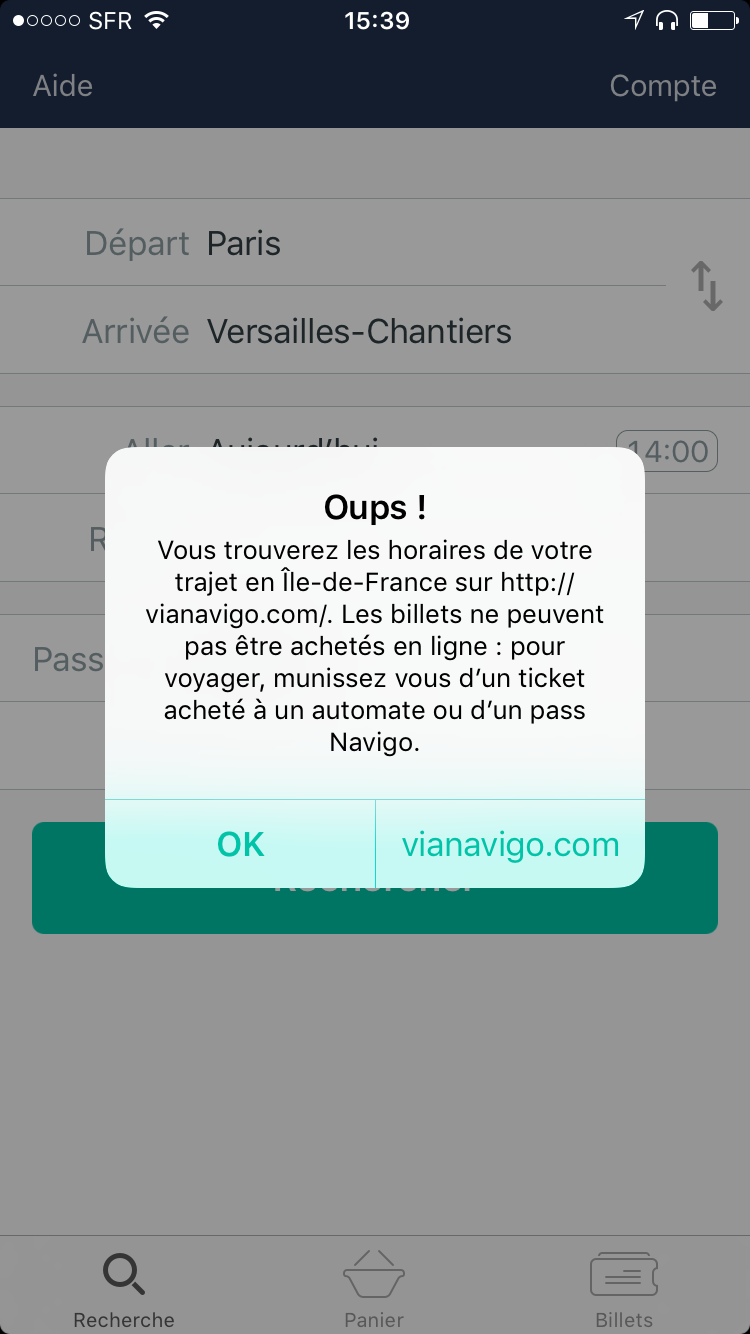 SFR 15:39
Aide Compte
Départ Paris
Arrivée Versailles-Chantiers
Aller Aujourd'hui 14:00
Oups !
Vous trouverez les horaires de votre
trajet en Île-de-France sur http://
vianavigo.com/. Les billets ne peuvent
pas être achetés en ligne : pour
voyager, munissez vous d’un ticket
acheté à un automate ou d’un pass
Navigo.
OK vianavigo.com
Rechercher
Recherche Panier Billets